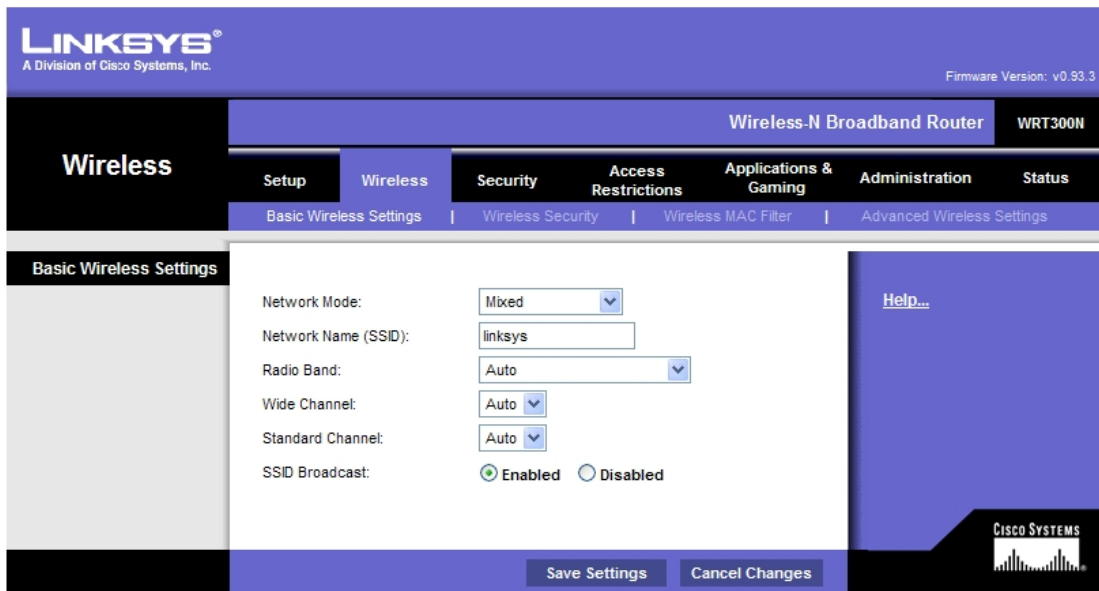 LINKSYS®
A Division of Cisco Systems, Inc.
Firmware Version: v0.93.3
Wireless-N Broadband Router WRT300N
Wireless
Setup Wireless Security Access Restrictions Applications & Gaming Administration Status
Basic Wireless Settings | Wireless Security | Wireless MAC Filter | Advanced Wireless Settings
Basic Wireless Settings
Network Mode: Mixed
Help...
Network Name (SSID): linksys
Radio Band: Auto
Wide Channel: Auto
Standard Channel: Auto
SSID Broadcast: Enabled Disabled
CISCO SYSTEMS
Save Settings Cancel Changes